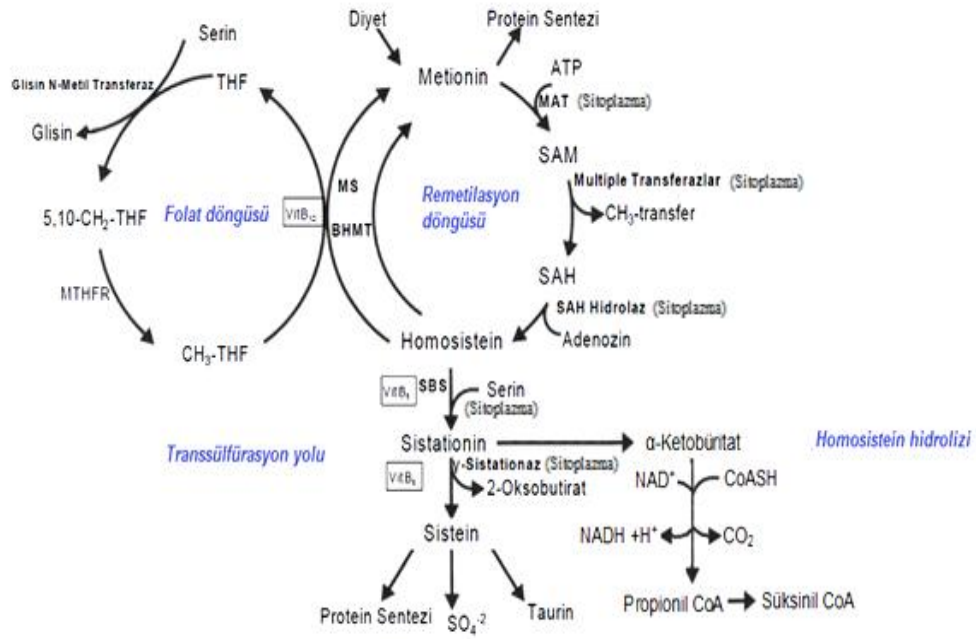 Diyet
Protein Sentezi
Serin
Metionin
ATP
Glisin N-Metil Transferaz
THF
MAT (Sitoplazma)
Glisin
SAM
MS
Multiple Transferazlar (Sitoplazma)
5,10-CH₂-THF
Folat döngüsü
VitB₁₂
BHMT
Remetilasyon
döngüsü
CH₃-transfer
SAH
MTHFR
SAH Hidrolaz (Sitoplazma)
Homosistein
Adenozin
CH₃-THF
VitB₆
SBS
Serin
(Sitoplazma)
Transsülfürasyon yolu
Sistationin
α-Ketobüritat
Homosistein hidrolizi
VitB₆
γ-Sistationaz (Sitoplazma)
2-Oksobutirat
NAD⁺
CoASH
Sistein
NADH +H⁺
CO₂
Protein Sentezi
SO₄⁻²
Taurin
Propionil CoA
Süksinil CoA